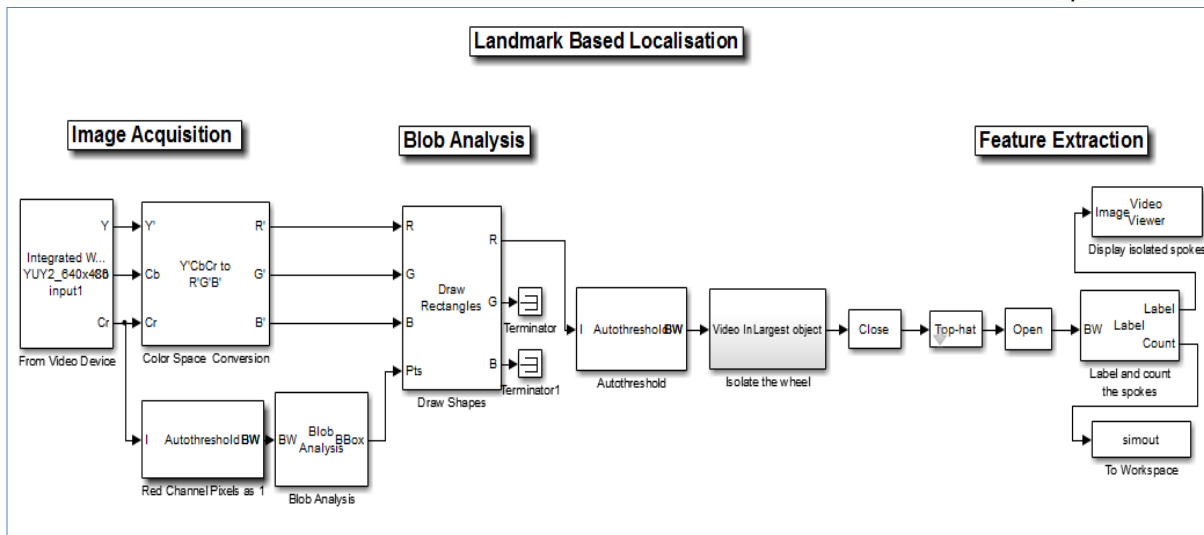 Landmark Based Localisation
Image Acquisition
Blob Analysis
Feature Extraction
Y
Integrated W...
YUY2_640x480
input1
Cr
From Video Device
Y'
Cb
Cr
Y'CbCr to
R'G'B'
R'
G'
B'
Color Space Conversion
I
Autothreshold
BW
Red Channel Pixels as 1
BW
Blob
Analysis
BBox
Blob Analysis
R
G
B
Pts
Draw
Rectangles
R
G
B
Draw Shapes
Terminator
Terminator1
I
Autothreshold
BW
Autothreshold
Video In
Largest object
Isolate the wheel
Close
Top-hat
Open
Image
Video
Viewer
Display isolated spokes
BW
Label
Label
Count
Label and count
the spokes
simout
To Workspace